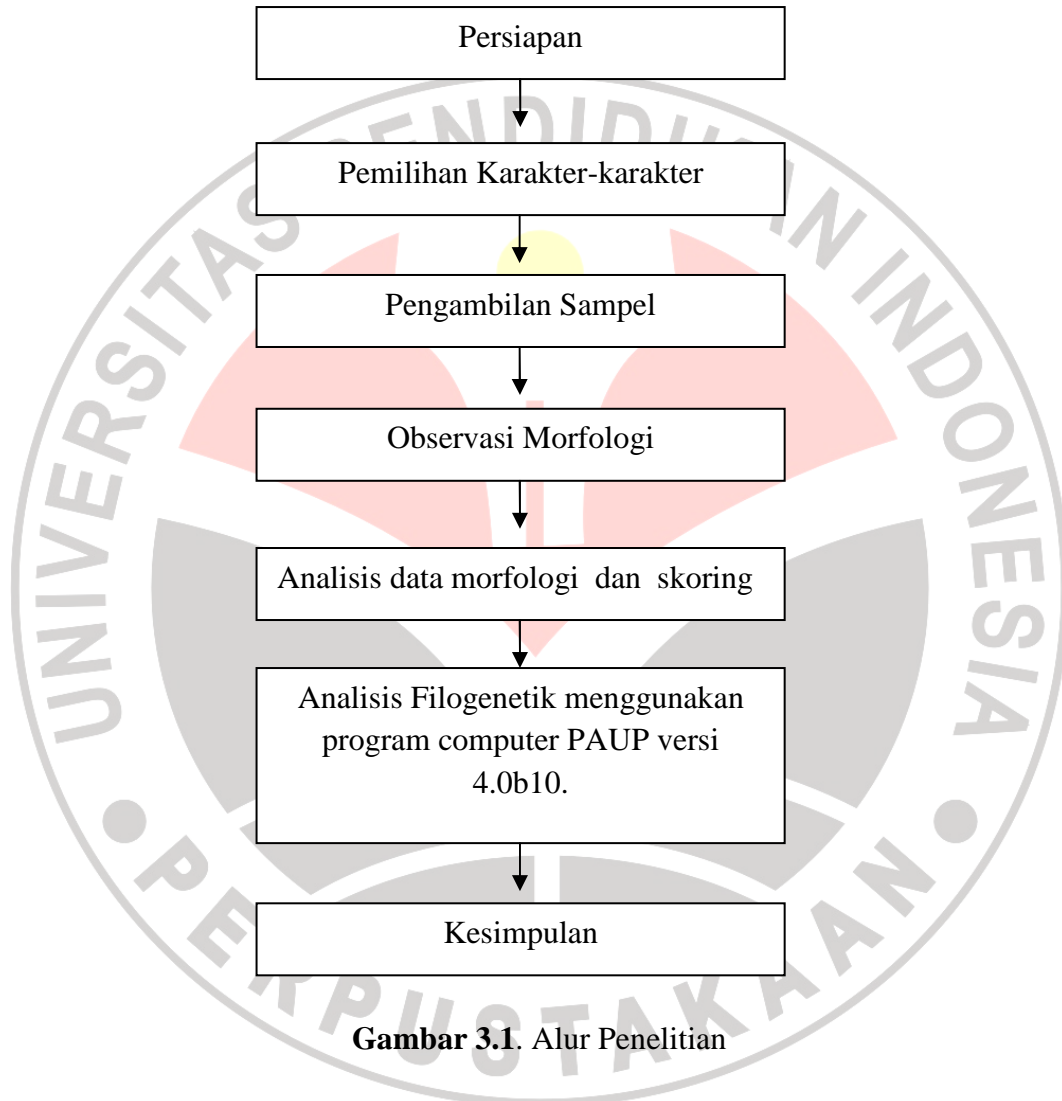 Persiapan
Pemilihan Karakter-karakter
Pengambilan Sampel
Observasi Morfologi
Analisis data morfologi dan skoring
Analisis Filogenetik menggunakan
program computer PAUP versi
4.0b10.
Kesimpulan
Gambar 3.1. Alur Penelitian
UNIVERSITAS PENDIDIKAN INDONESIA
PERPUSTAKAAN